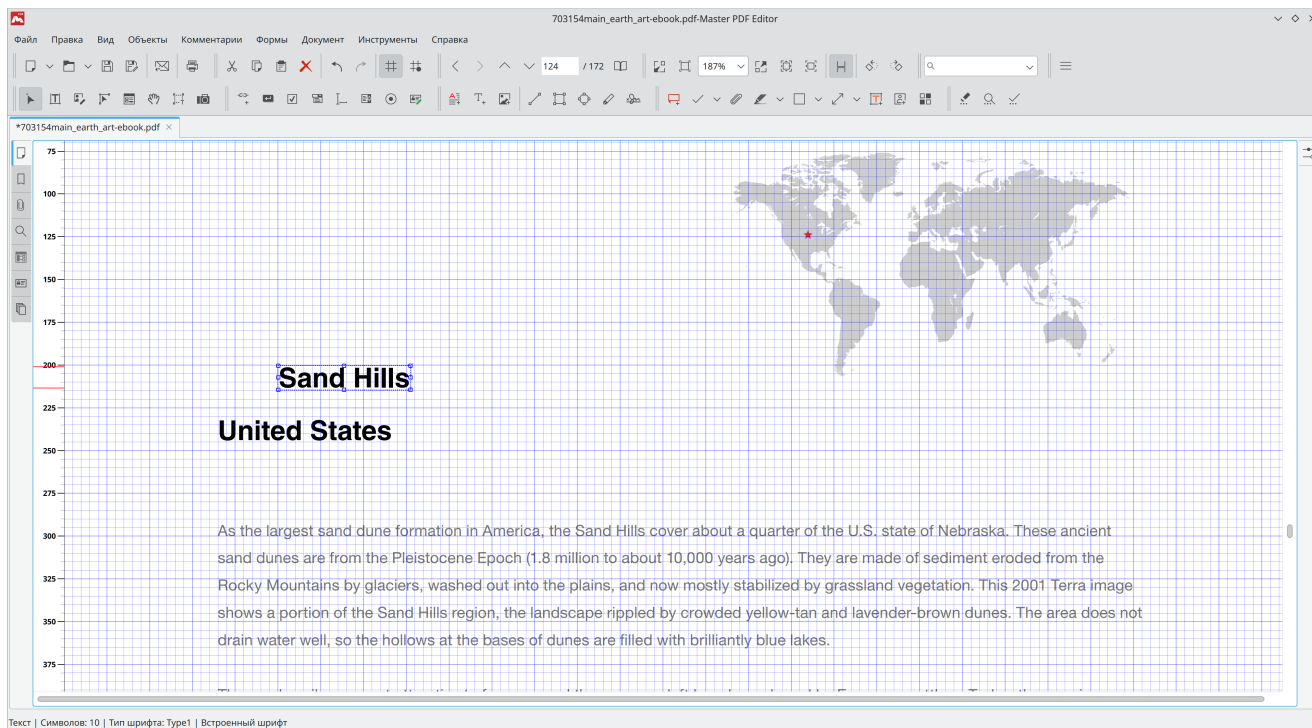 703154main_earth_art-ebook.pdf-Master PDF Editor
Файл Правка Вид Объекты Комментарии Формы Документ Инструменты Справка
124 / 172 187%
*703154main_earth_art-ebook.pdf
75
100
125
150
175
200
Sand Hills
225
United States
250
275
As the largest sand dune formation in America, the Sand Hills cover about a quarter of the U.S. state of Nebraska. These ancient
300
sand dunes are from the Pleistocene Epoch (1.8 million to about 10,000 years ago). They are made of sediment eroded from the
325
Rocky Mountains by glaciers, washed out into the plains, and now mostly stabilized by grassland vegetation. This 2001 Terra image
shows a portion of the Sand Hills region, the landscape rippled by crowded yellow-tan and lavender-brown dunes. The area does not
350
drain water well, so the hollows at the bases of dunes are filled with brilliantly blue lakes.
375
Текст | Символов: 10 | Тип шрифта: Type1 | Встроенный шрифт